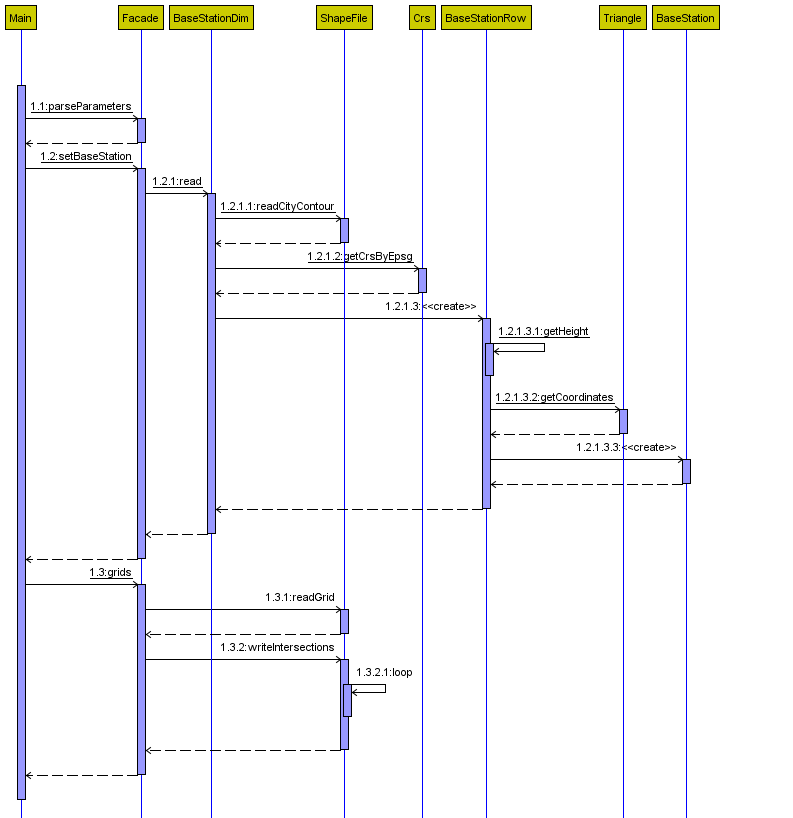 Main
Facade
BaseStationDim
ShapeFile
Crs
BaseStationRow
Triangle
BaseStation
1.1:parseParameters
1.2:setBaseStation
1.2.1:read
1.2.1.1:readCityContour
1.2.1.2:getCrsByEpsg
1.2.1.3:<<create>>
1.2.1.3.1:getHeight
1.2.1.3.2:getCoordinates
1.2.1.3.3:<<create>>
1.3:grids
1.3.1:readGrid
1.3.2:writeIntersections
1.3.2.1:loop